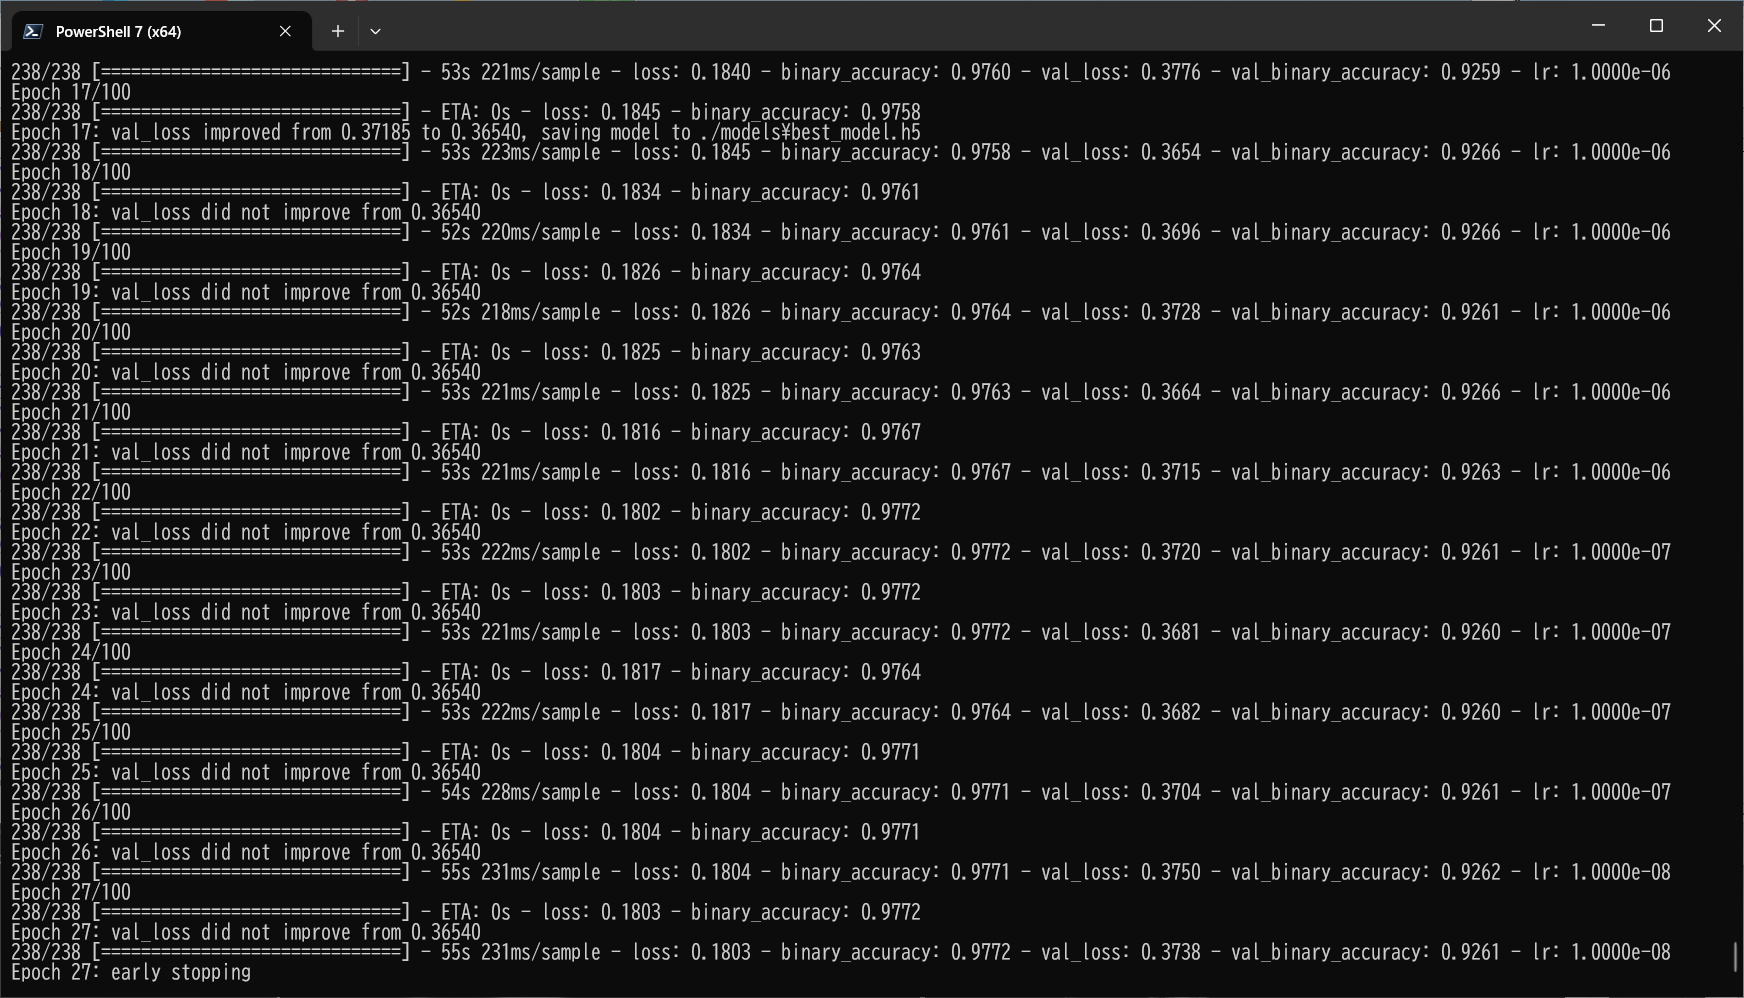 PowerShell 7 (x64)
238/238 [==============================] - 53s 221ms/sample - loss: 0.1840 - binary_accuracy: 0.9760 - val_loss: 0.3776 - val_binary_accuracy: 0.9259 - lr: 1.0000e-06
Epoch 17/100
238/238 [==============================] - ETA: 0s - loss: 0.1845 - binary_accuracy: 0.9758
Epoch 17: val_loss improved from 0.37185 to 0.36540, saving model to ./models¥best_model.h5
238/238 [==============================] - 53s 223ms/sample - loss: 0.1845 - binary_accuracy: 0.9758 - val_loss: 0.3654 - val_binary_accuracy: 0.9266 - lr: 1.0000e-06
Epoch 18/100
238/238 [==============================] - ETA: 0s - loss: 0.1834 - binary_accuracy: 0.9761
Epoch 18: val_loss did not improve from 0.36540
238/238 [==============================] - 52s 220ms/sample - loss: 0.1834 - binary_accuracy: 0.9761 - val_loss: 0.3696 - val_binary_accuracy: 0.9266 - lr: 1.0000e-06
Epoch 19/100
238/238 [==============================] - ETA: 0s - loss: 0.1826 - binary_accuracy: 0.9764
Epoch 19: val_loss did not improve from 0.36540
238/238 [==============================] - 52s 218ms/sample - loss: 0.1826 - binary_accuracy: 0.9764 - val_loss: 0.3728 - val_binary_accuracy: 0.9261 - lr: 1.0000e-06
Epoch 20/100
238/238 [==============================] - ETA: 0s - loss: 0.1825 - binary_accuracy: 0.9763
Epoch 20: val_loss did not improve from 0.36540
238/238 [==============================] - 53s 221ms/sample - loss: 0.1825 - binary_accuracy: 0.9763 - val_loss: 0.3664 - val_binary_accuracy: 0.9266 - lr: 1.0000e-06
Epoch 21/100
238/238 [==============================] - ETA: 0s - loss: 0.1816 - binary_accuracy: 0.9767
Epoch 21: val_loss did not improve from 0.36540
238/238 [==============================] - 53s 221ms/sample - loss: 0.1816 - binary_accuracy: 0.9767 - val_loss: 0.3715 - val_binary_accuracy: 0.9263 - lr: 1.0000e-06
Epoch 22/100
238/238 [==============================] - ETA: 0s - loss: 0.1802 - binary_accuracy: 0.9772
Epoch 22: val_loss did not improve from 0.36540
238/238 [==============================] - 53s 222ms/sample - loss: 0.1802 - binary_accuracy: 0.9772 - val_loss: 0.3720 - val_binary_accuracy: 0.9261 - lr: 1.0000e-07
Epoch 23/100
238/238 [==============================] - ETA: 0s - loss: 0.1803 - binary_accuracy: 0.9772
Epoch 23: val_loss did not improve from 0.36540
238/238 [==============================] - 53s 221ms/sample - loss: 0.1803 - binary_accuracy: 0.9772 - val_loss: 0.3681 - val_binary_accuracy: 0.9260 - lr: 1.0000e-07
Epoch 24/100
238/238 [==============================] - ETA: 0s - loss: 0.1817 - binary_accuracy: 0.9764
Epoch 24: val_loss did not improve from 0.36540
238/238 [==============================] - 53s 222ms/sample - loss: 0.1817 - binary_accuracy: 0.9764 - val_loss: 0.3682 - val_binary_accuracy: 0.9260 - lr: 1.0000e-07
Epoch 25/100
238/238 [==============================] - ETA: 0s - loss: 0.1804 - binary_accuracy: 0.9771
Epoch 25: val_loss did not improve from 0.36540
238/238 [==============================] - 54s 228ms/sample - loss: 0.1804 - binary_accuracy: 0.9771 - val_loss: 0.3704 - val_binary_accuracy: 0.9261 - lr: 1.0000e-07
Epoch 26/100
238/238 [==============================] - ETA: 0s - loss: 0.1804 - binary_accuracy: 0.9771
Epoch 26: val_loss did not improve from 0.36540
238/238 [==============================] - 55s 231ms/sample - loss: 0.1804 - binary_accuracy: 0.9771 - val_loss: 0.3750 - val_binary_accuracy: 0.9262 - lr: 1.0000e-08
Epoch 27/100
238/238 [==============================] - ETA: 0s - loss: 0.1803 - binary_accuracy: 0.9772
Epoch 27: val_loss did not improve from 0.36540
238/238 [==============================] - 55s 231ms/sample - loss: 0.1803 - binary_accuracy: 0.9772 - val_loss: 0.3738 - val_binary_accuracy: 0.9261 - lr: 1.0000e-08
Epoch 27: early stopping